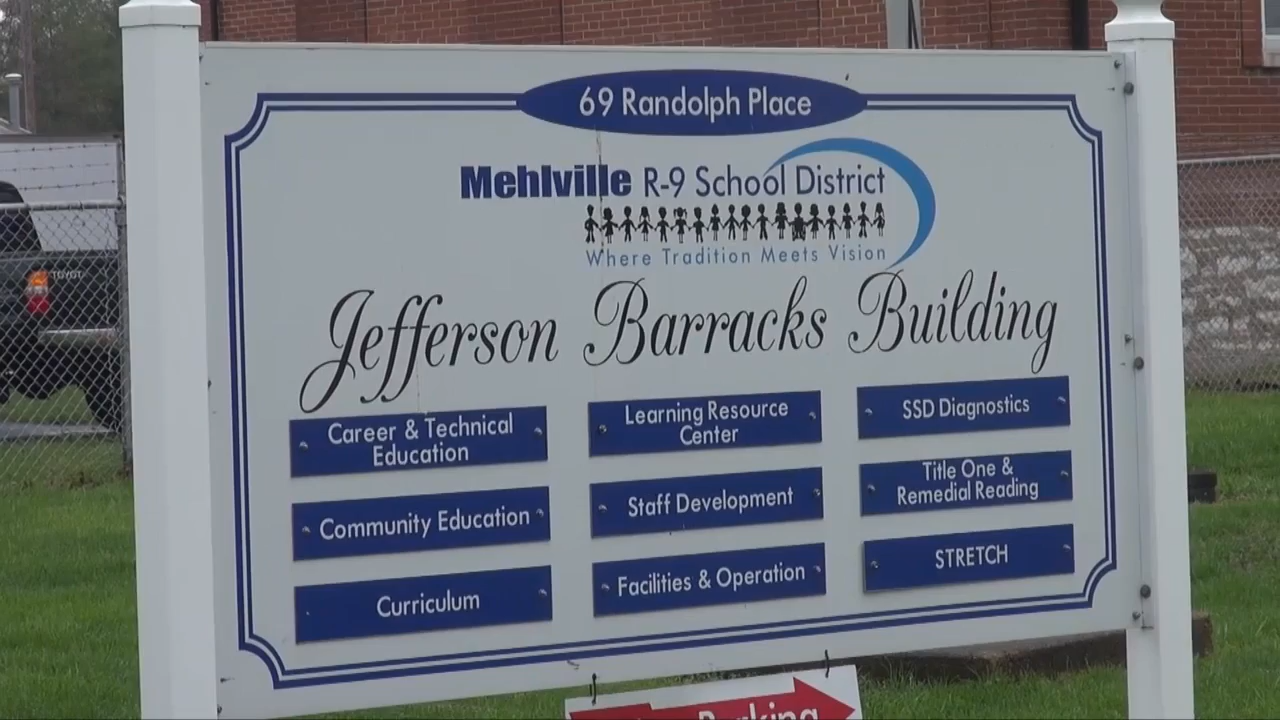 69 Randolph Place
Mehlville R-9 School District
Where Tradition Meets Vision
Jefferson Barracks Building
Career & Technical
Education
Learning Resource
Center
SSD Diagnostics
Community Education
Staff Development
Title One &
Remedial Reading
Curriculum
Facilities & Operation
STRETCH
Parking
TOYOTA